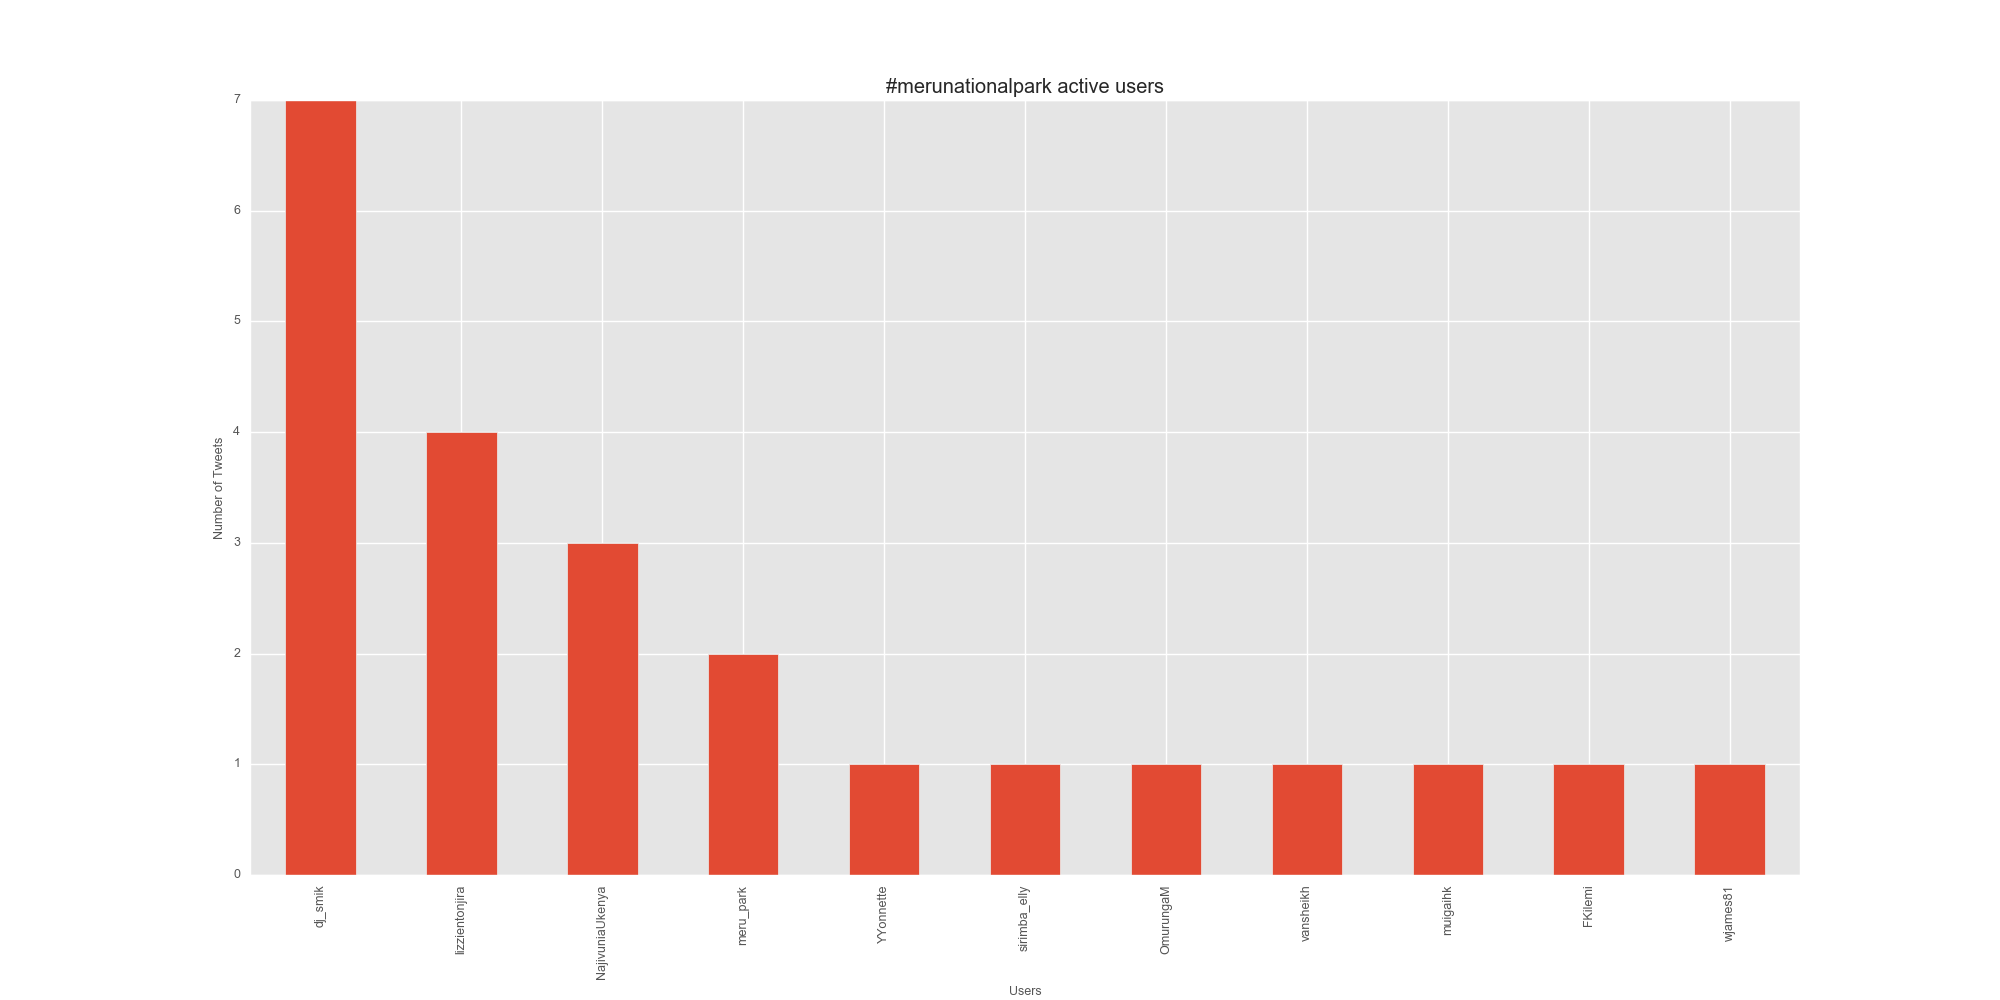 #merunationalpark active users
7
6
5
4
3
2
1
0
Number of Tweets
dj_smik
lizzientonjira
NajivuniaUkenya
meru_park
YYonnette
sirimba_elly
OmurungaM
vansheikh
muigaihk
FKilemi
wjames81
Users